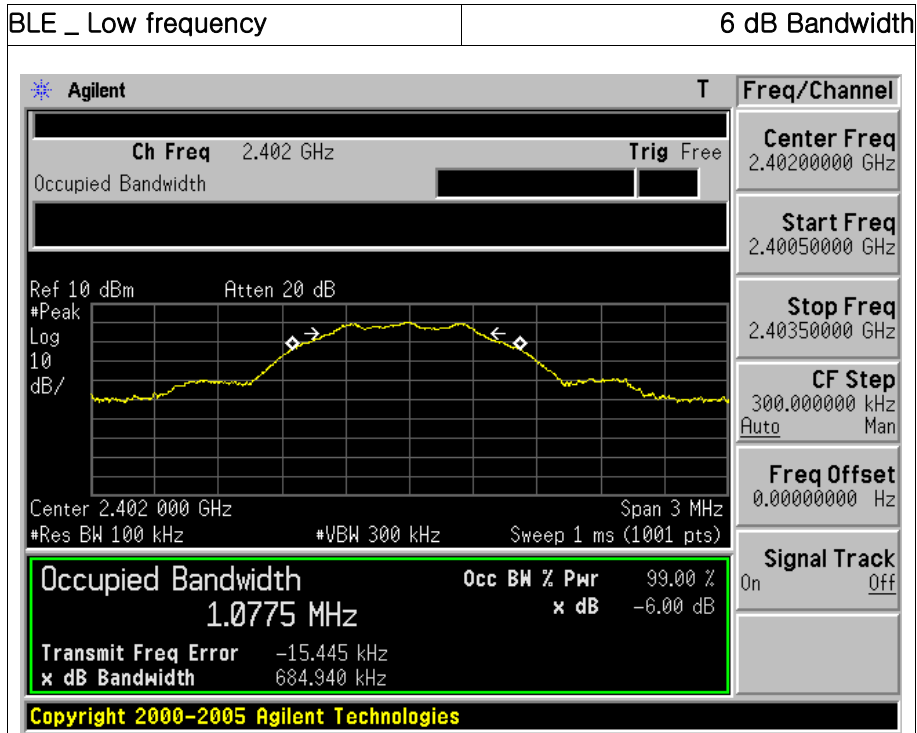 BLE _ Low frequency 6 dB Bandwidth
Agilent T Freq/Channel
Ch Freq 2.402 GHz Trig Free
Occupied Bandwidth
Center Freq
2.40200000 GHz
Start Freq
2.40050000 GHz
Stop Freq
2.40350000 GHz
CF Step
300.000000 kHz
Auto Man
Freq Offset
0.00000000 Hz
Signal Track
On Off
Ref 10 dBm Atten 20 dB
#Peak
Log
10
dB/
Center 2.402 000 GHz Span 3 MHz
#Res BW 100 kHz #VBW 300 kHz Sweep 1 ms (1001 pts)
Occupied Bandwidth Occ BW % Pwr 99.00 %
1.0775 MHz x dB -6.00 dB
Transmit Freq Error -15.445 kHz
x dB Bandwidth 684.940 kHz
Copyright 2000-2005 Agilent Technologies